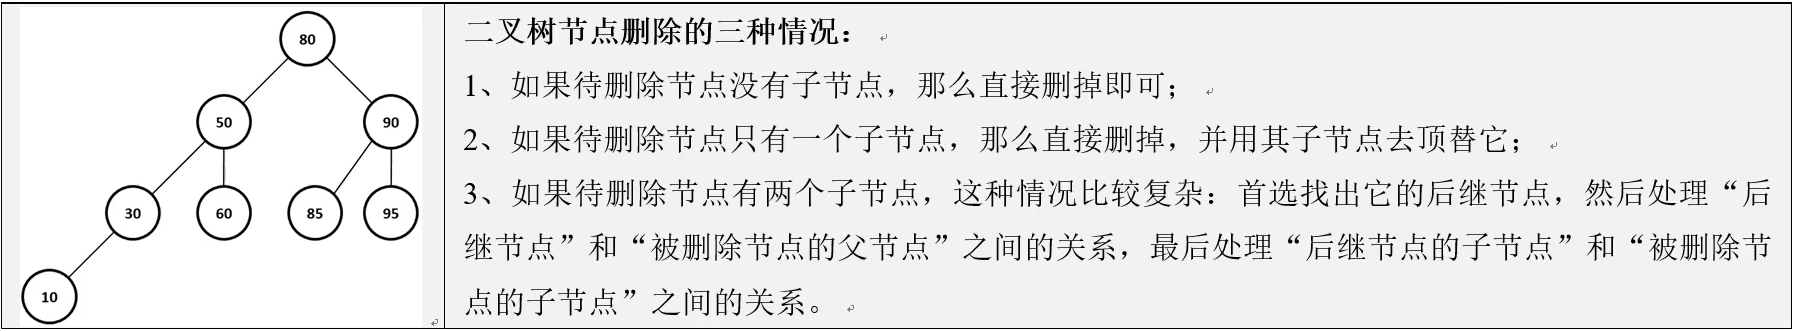 80
50
90
30
60
85
95
10
二叉树节点删除的三种情况：
1、如果待删除节点没有子节点，那么直接删掉即可；
2、如果待删除节点只有一个子节点，那么直接删掉，并用其子节点去顶替它；
3、如果待删除节点有两个子节点，这种情况比较复杂：首选找出它的后继节点，然后处理“后
继节点”和“被删除节点的父节点”之间的关系，最后处理“后继节点的子节点”和“被删除节
点的子节点”之间的关系。